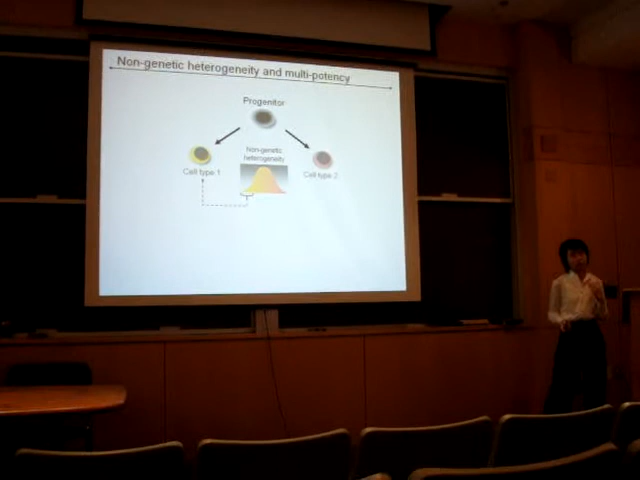 Non-genetic heterogeneity and multi-potency
Progenitor
Non-genetic
heterogeneity
Cell type 1
Cell type 2